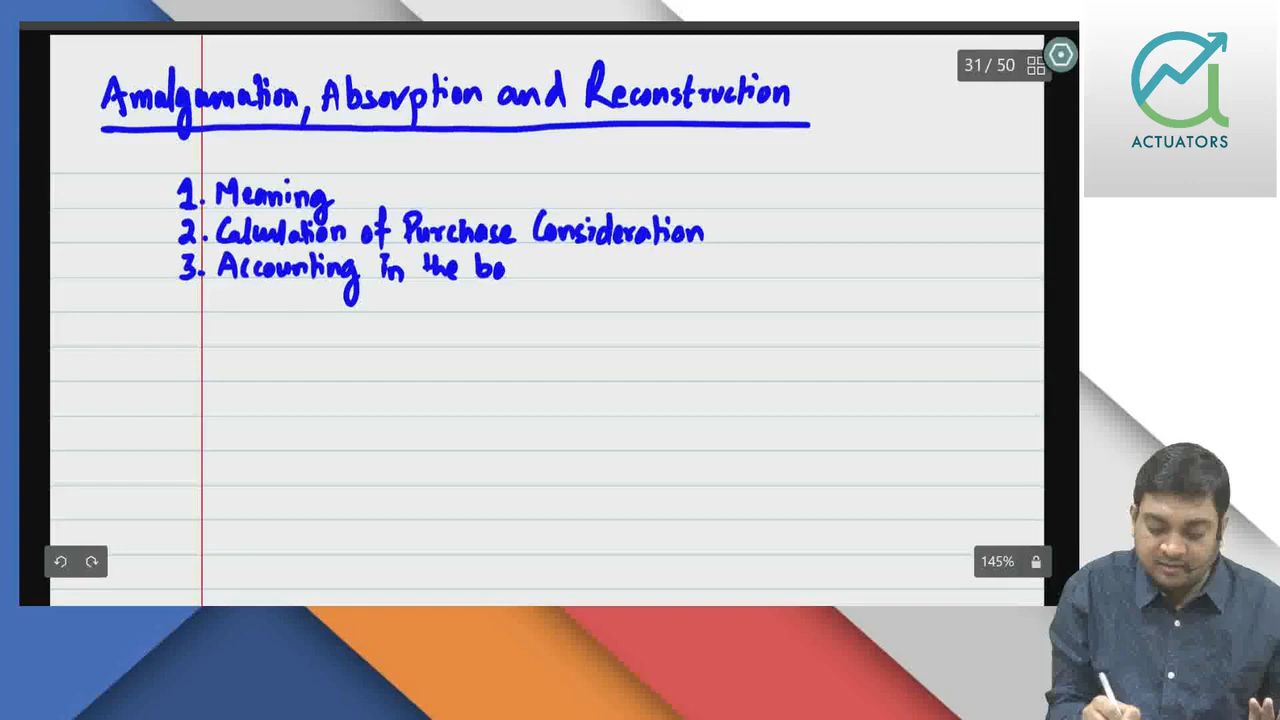 Amalgamation, Absorption and Reconstruction
31 / 50
ACTUATORS
1. Meaning
2. Calculation of Purchase Consideration
3. Accounting in the bo
145%